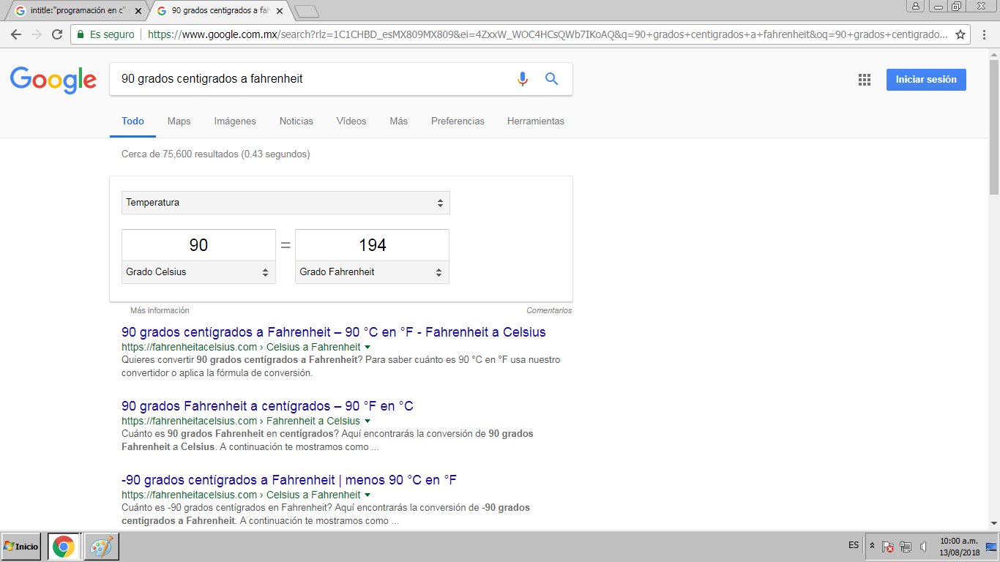 intitle:"programación en c"
90 grados centigrados a fah
Es seguro
https://www.google.com.mx/search?rlz=1C1CHBD_esMX809MX809&ei=4ZxxW_WOC4HCsQWb7IKoAQ&q=90+grados+centigrados+a+fahrenheit&oq=90+grados+centigrado...
Google
90 grados centigrados a fahrenheit
Iniciar sesión
Todo Maps Imágenes Noticias Vídeos Más Preferencias Herramientas
Cerca de 75,600 resultados (0.43 segundos)
Temperatura
90 = 194
Grado Celsius Grado Fahrenheit
Más información Comentarios
90 grados centígrados a Fahrenheit – 90 °C en °F - Fahrenheit a Celsius
https://fahrenheitacelsius.com › Celsius a Fahrenheit
Quieres convertir 90 grados centígrados a Fahrenheit? Para saber cuánto es 90 °C en °F usa nuestro
convertidor o aplica la fórmula de conversión.
90 grados Fahrenheit a centígrados – 90 °F en °C
https://fahrenheitacelsius.com › Fahrenheit a Celsius
Cuánto es 90 grados Fahrenheit en centígrados? Aquí encontrarás la conversión de 90 grados
Fahrenheit a Celsius. A continuación te mostramos como ...
-90 grados centígrados a Fahrenheit | menos 90 °C en °F
https://fahrenheitacelsius.com › Celsius a Fahrenheit
Cuánto es -90 grados centígrados en Fahrenheit? Aquí encontrarás la conversión de -90 grados
centígrados a Fahrenheit. A continuación te mostramos como ...
Inicio
ES
10:00 a.m.
13/08/2018